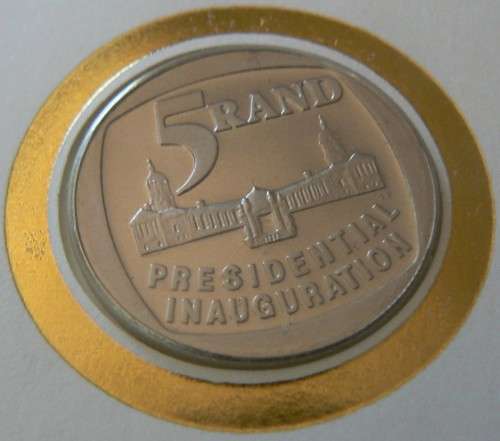 5 RAND
PRESIDENTIAL
INAUGURATION